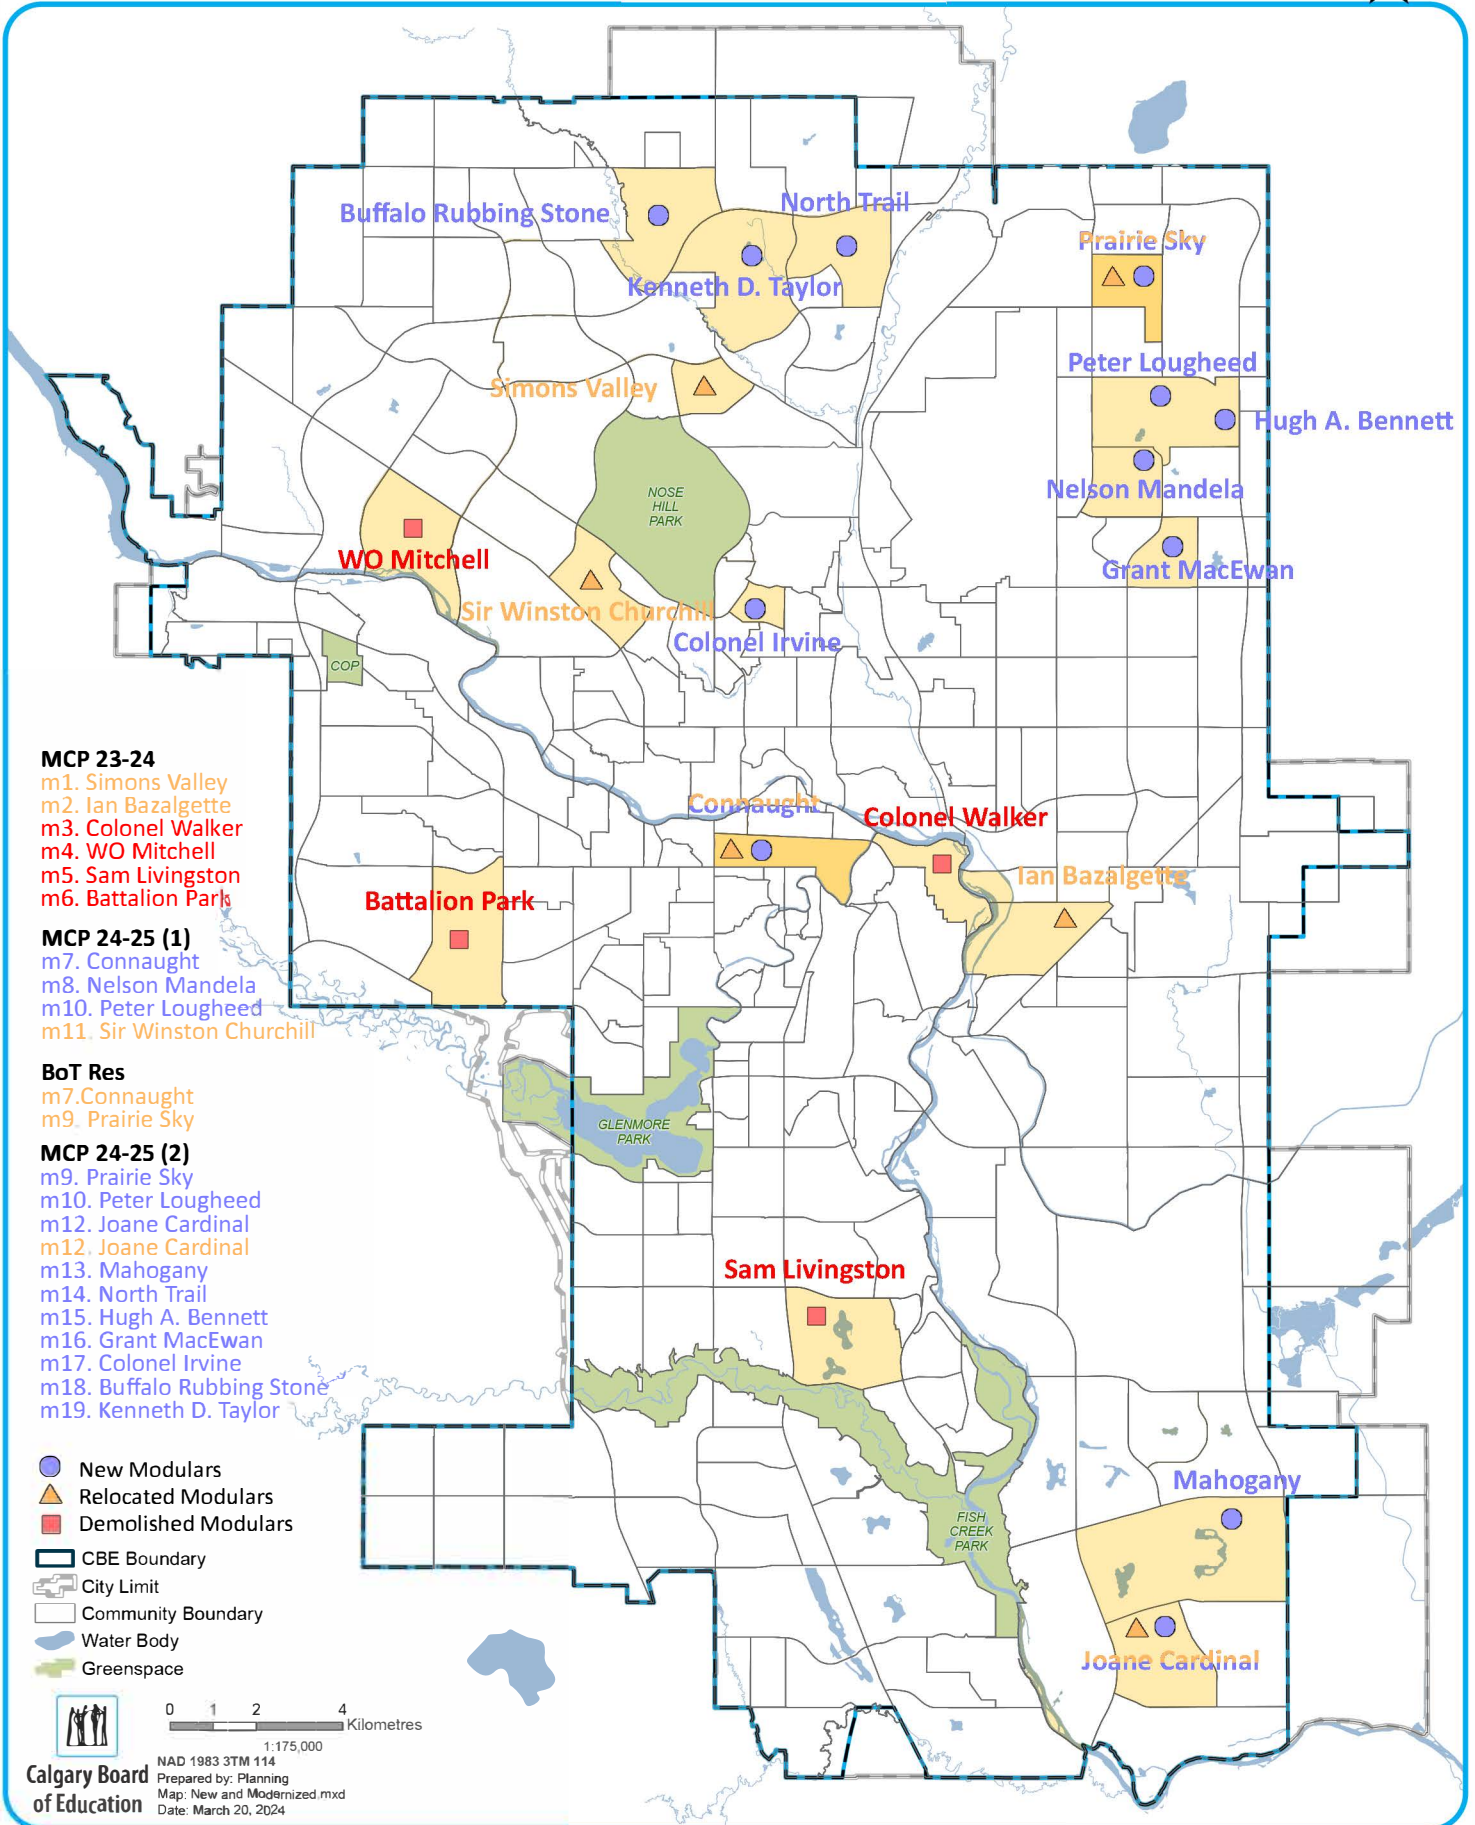 Buffalo Rubbing Stone
North Trail
Kenneth D. Taylor
Prairie Sky
Peter Lougheed
Hugh A. Bennett
Simons Valley
NOSE
HILL
PARK
Nelson Mandela
WO Mitchell
Grant MacEwan
Sir Winston Churchill
Colonel Irvine
COP
MCP 23-24
m1. Simons Valley
m2. Ian Bazalgette
m3. Colonel Walker
m4. WO Mitchell
m5. Sam Livingston
m6. Battalion Park
MCP 24-25 (1)
m7. Connaught
m8. Nelson Mandela
m10. Peter Lougheed
m11. Sir Winston Churchill
BoT Res
m7.Connaught
m9. Prairie Sky
MCP 24-25 (2)
m9. Prairie Sky
m10. Peter Lougheed
m12. Joane Cardinal
m12. Joane Cardinal
m13. Mahogany
m14. North Trail
m15. Hugh A. Bennett
m16. Grant MacEwan
m17. Colonel Irvine
m18. Buffalo Rubbing Stone
m19. Kenneth D. Taylor
Connaught
Colonel Walker
Ian Bazalgette
Battalion Park
GLENMORE
PARK
Sam Livingston
Mahogany
FISH
CREEK
PARK
Joane Cardinal
New Modulars
Relocated Modulars
Demolished Modulars
CBE Boundary
City Limit
Community Boundary
Water Body
Greenspace
0 1 2 4
Kilometres
1:175,000
Calgary Board
of Education
NAD 1983 3TM 114
Prepared by: Planning
Map: New and Modernized.mxd
Date: March 20, 2024